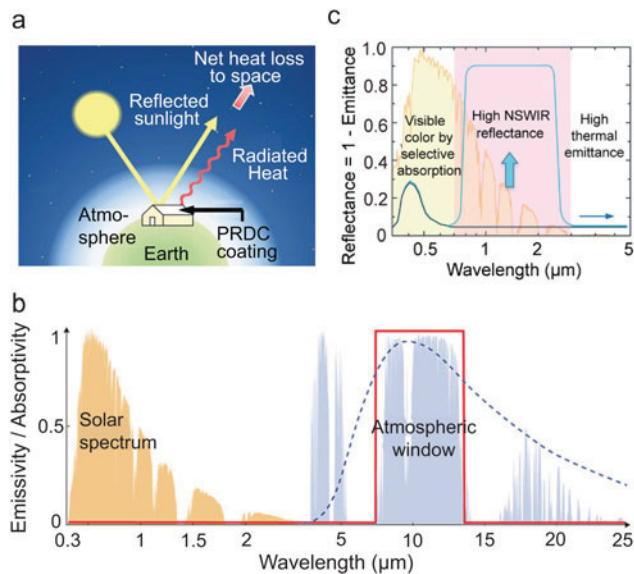 a
Net heat loss
to space
Reflected
sunlight
Radiated
Heat
Atmo-
sphere
PRDC
coating
Earth
c
Reflectance = 1 - Emittance
1.0
0.8
0.6
0.4
0.2
0
Visible
color by
selective
absorption
High NSWIR
reflectance
High
thermal
emittance
0.5
1
2
5
Wavelength (μm)
b
Emissivity / Absorptivity
1
0.5
0
Solar
spectrum
Atmospheric
window
0.3
1
1.5
2
5
10
15
20
25
Wavelength (μm)